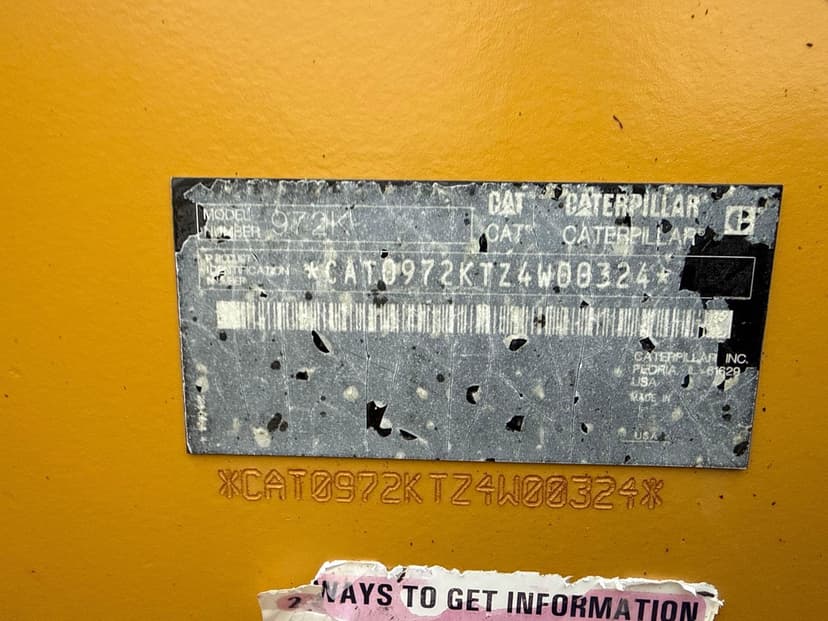 MODEL
NUMBER 972K
CAT CATERPILLAR
CAT CATERPILLAR
PRODUCT
IDENTIFICATION
NUMBER
*CAT0972KTZ4W00324*
CATERPILLAR INC.
PEORIA, IL 61629
USA
MADE IN
USA
*CAT0972KTZ4W00324*
2 WAYS TO GET INFORMATION